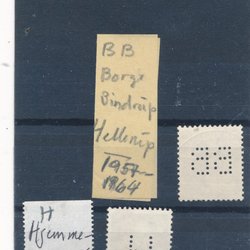 B B
Borge
Bindrup
Hellerup
1957-
1964
BB
H
Hjemme-